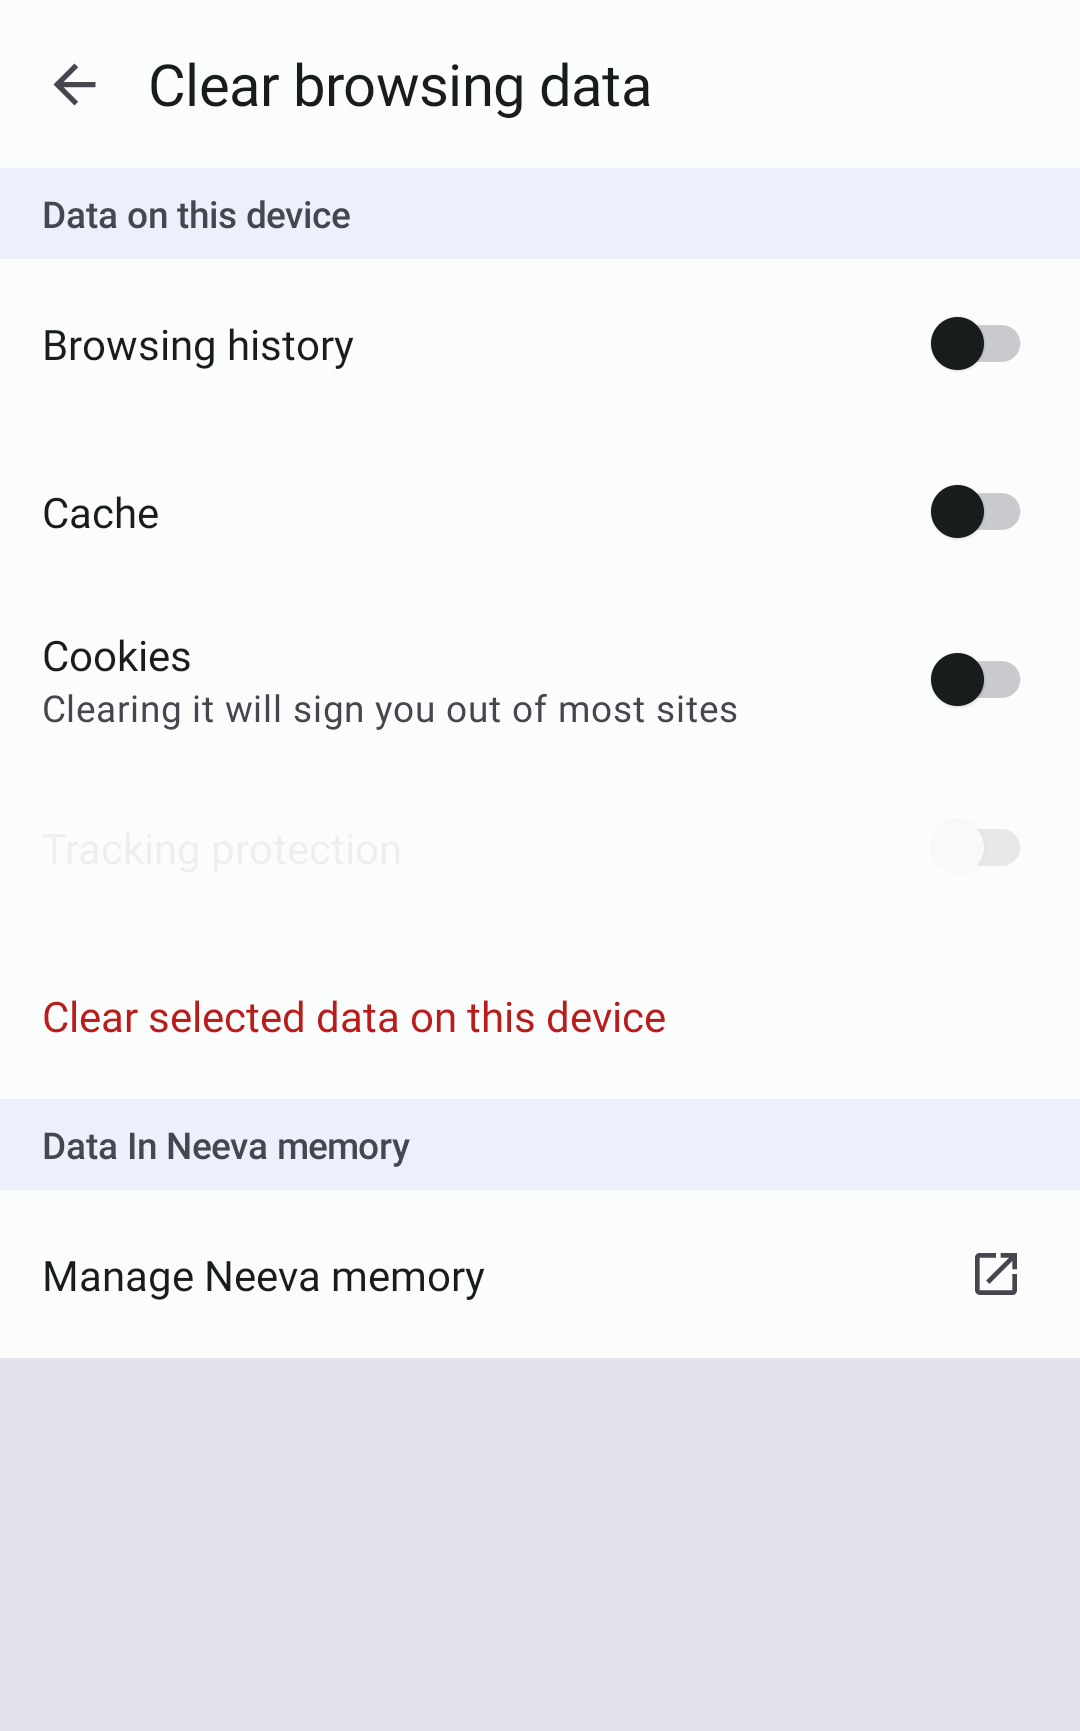 Clear browsing data
Data on this device
Browsing history
Cache
Cookies
Clearing it will sign you out of most sites
Tracking protection
Clear selected data on this device
Data In Neeva memory
Manage Neeva memory